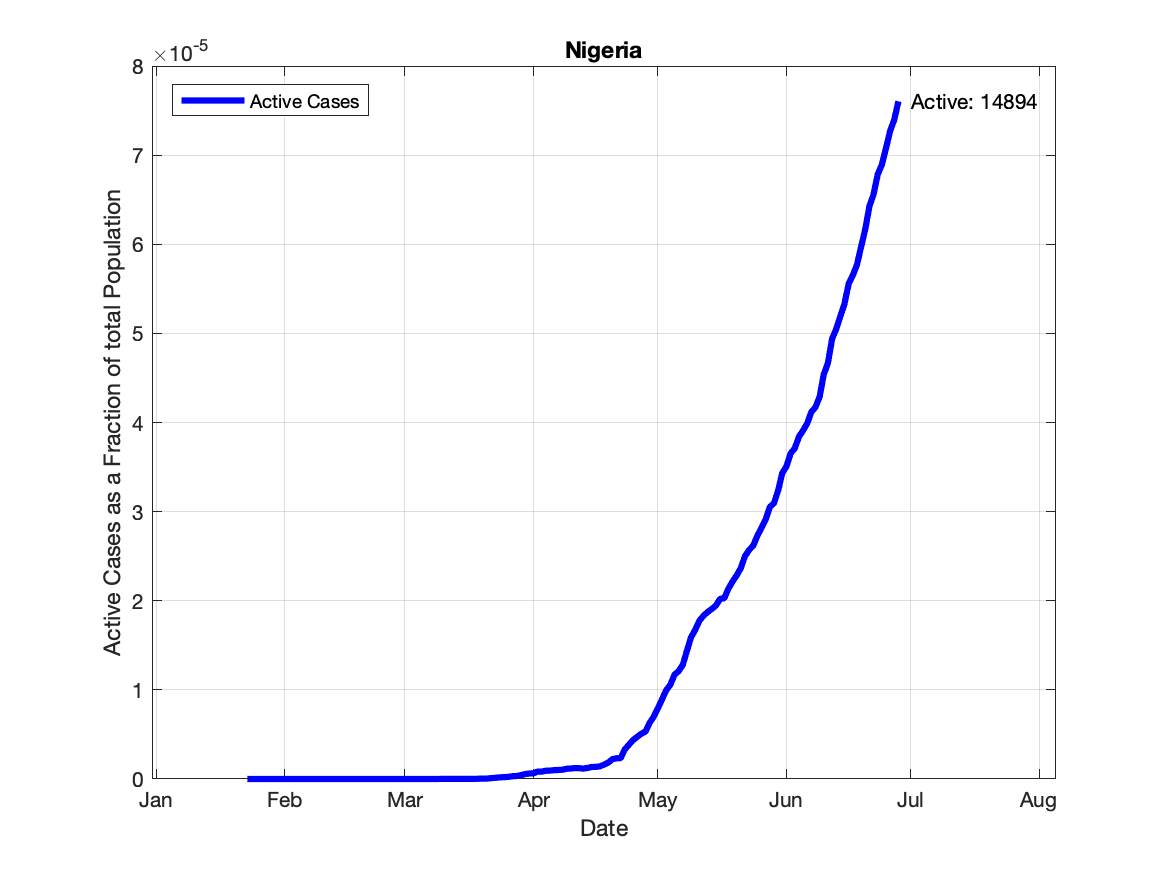 Nigeria
×10-5
8
7
6
5
4
3
2
1
0
Active Cases
Active: 14894
Active Cases as a Fraction of total Population
Jan Feb Mar Apr May Jun Jul Aug
Date